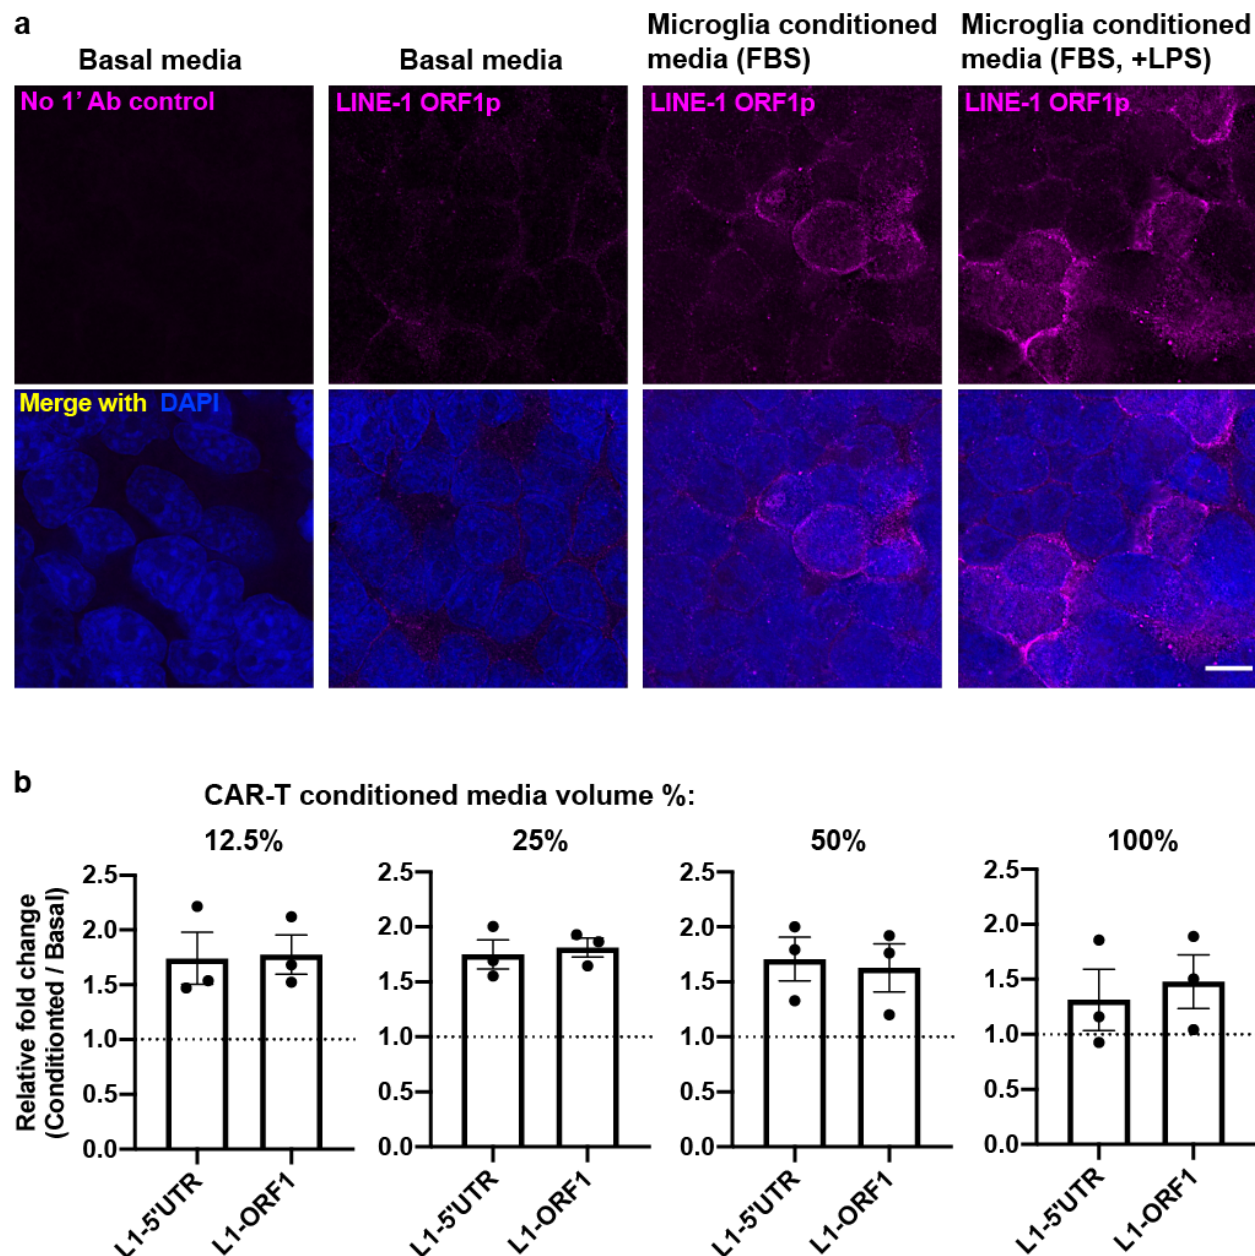 a
Basal media
Basal media
Microglia conditioned
media (FBS)
Microglia conditioned
media (FBS, +LPS)
No 1' Ab control
LINE-1 ORF1p
LINE-1 ORF1p
LINE-1 ORF1p
Merge with DAPI
b
CAR-T conditioned media volume %:
12.5%
25%
50%
100%
Relative fold change
(Conditionted / Basal)
2.5
2.0
1.5
1.0
0.5
0.0
L1-5'UTR
L1-ORF1
2.5
2.0
1.5
1.0
0.5
0.0
L1-5'UTR
L1-ORF1
2.5
2.0
1.5
1.0
0.5
0.0
L1-5'UTR
L1-ORF1
2.5
2.0
1.5
1.0
0.5
0.0
L1-5'UTR
L1-ORF1